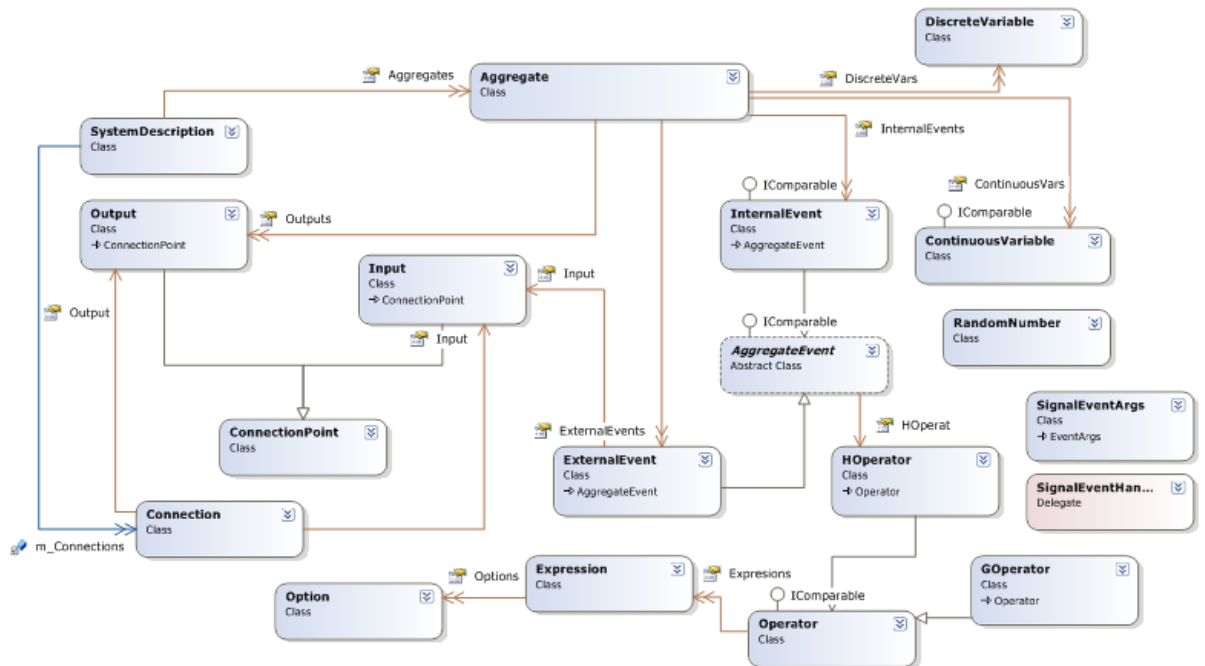 DiscreteVariable
Class
Aggregates
Aggregate
Class
DiscreteVars
SystemDescription
Class
InternalEvents
IComparable
ContinuousVars
Output
Class
ConnectionPoint
Outputs
InternalEvent
Class
AggregateEvent
IComparable
ContinuousVariable
Class
Input
Class
ConnectionPoint
Input
Output
Input
IComparable
AggregateEvent
Abstract Class
RandomNumber
Class
ConnectionPoint
Class
ExternalEvents
HOperat
SignalEventArgs
Class
EventArgs
ExternalEvent
Class
AggregateEvent
HOperator
Class
Operator
SignalEventHan...
Delegate
Connection
Class
m_Connections
Options
Expression
Class
Expresions
GOperator
Class
Operator
Option
Class
IComparable
Operator
Class